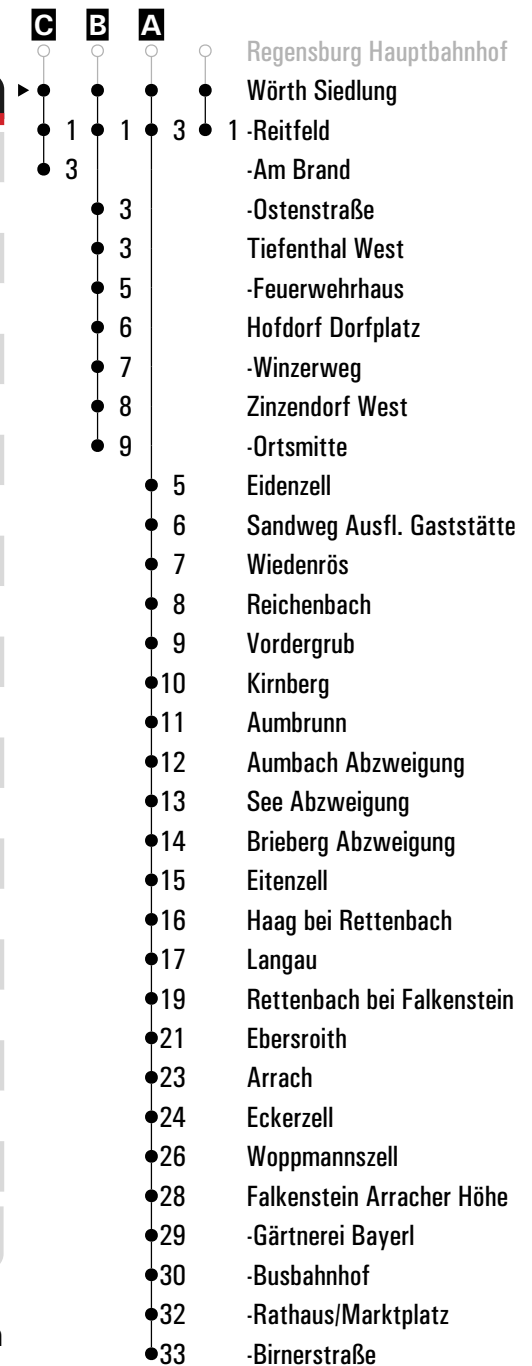 C B A
Regensburg Hauptbahnhof
Wörth Siedlung
1 1 3 1 -Reitfeld
3 -Am Brand
3 -Ostenstraße
3 Tiefenthal West
5 -Feuerwehrhaus
6 Hofdorf Dorfplatz
7 -Winzerweg
8 Zinzendorf West
9 -Ortsmitte
5 Eidenzell
6 Sandweg Ausfl. Gaststätte
7 Wiedenrös
8 Reichenbach
9 Vordergrub
10 Kirnberg
11 Aumbrunn
12 Aumbach Abzweigung
13 See Abzweigung
14 Brieberg Abzweigung
15 Eitenzell
16 Haag bei Rettenbach
17 Langau
19 Rettenbach bei Falkenstein
21 Ebersroith
23 Arrach
24 Eckerzell
26 Woppmannszell
28 Falkenstein Arracher Höhe
29 -Gärtnerei Bayerl
30 -Busbahnhof
32 -Rathaus/Marktplatz
33 -Birnerstraße